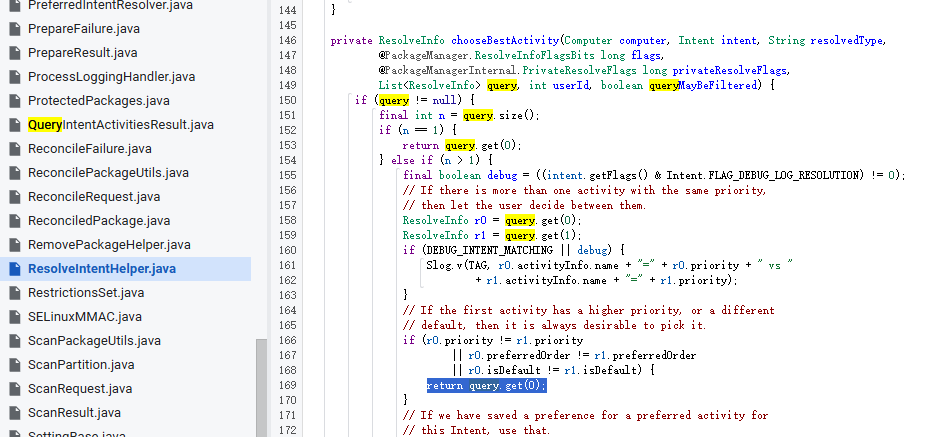 PreferredIntentResolver.java
PrepareFailure.java
PrepareResult.java
ProcessLoggingHandler.java
ProtectedPackages.java
QueryIntentActivitiesResult.java
ReconcileFailure.java
ReconcilePackageUtils.java
ReconcileRequest.java
ReconciledPackage.java
RemovePackageHelper.java
ResolveIntentHelper.java
RestrictionsSet.java
SELinuxMMAC.java
ScanPackageUtils.java
ScanPartition.java
ScanRequest.java
ScanResult.java
SettingBase.java
144 }
145
146 private ResolveInfo chooseBestActivity(Computer computer, Intent intent, String resolvedType,
147 @PackageManager.ResolveInfoFlagsBits long flags,
148 @PackageManagerInternal.PrivateResolveFlags long privateResolveFlags,
149 List<ResolveInfo> query, int userId, boolean queryMayBeFiltered) {
150 if (query != null) {
151 final int n = query.size();
152 if (n == 1) {
153 return query.get(0);
154 } else if (n > 1) {
155 final boolean debug = ((intent.getFlags() & Intent.FLAG_DEBUG_LOG_RESOLUTION) != 0);
156 // If there is more than one activity with the same priority,
157 // then let the user decide between them.
158 ResolveInfo r0 = query.get(0);
159 ResolveInfo r1 = query.get(1);
160 if (DEBUG_INTENT_MATCHING || debug) {
161 Slog.v(TAG, r0.activityInfo.name + "=" + r0.priority + " vs "
162 + r1.activityInfo.name + "=" + r1.priority);
163 }
164 // If the first activity has a higher priority, or a different
165 // default, then it is always desirable to pick it.
166 if (r0.priority != r1.priority
167 || r0.preferredOrder != r1.preferredOrder
168 || r0.isDefault != r1.isDefault) {
169 return query.get(0);
170 }
171 // If we have saved a preference for a preferred activity for
172 // this Intent, use that.